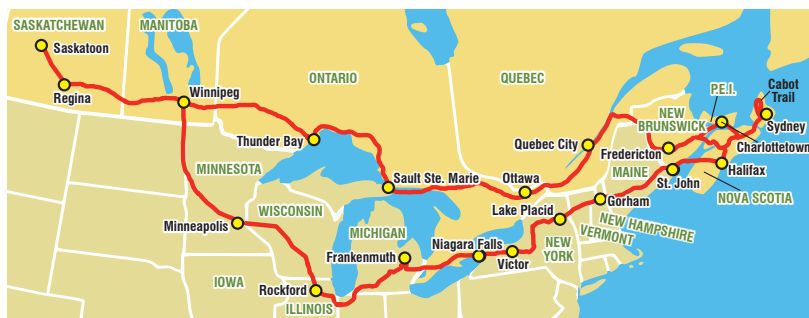 SASKATCHEWAN
MANITOBA
Saskatoon
ONTARIO
QUEBEC
P.E.I.
Cabot
Trail
Regina
Winnipeg
NEW
BRUNSWICK
Sydney
Thunder Bay
Quebec City
Fredericton
Charlottetown
MINNESOTA
MAINE
Halifax
Sault Ste. Marie
Ottawa
St. John
NOVA SCOTIA
WISCONSIN
Lake Placid
Gorham
Minneapolis
MICHIGAN
Niagara Falls
NEW
YORK
VERMONT
NEW HAMPSHIRE
Frankenmuth
Victor
IOWA
Rockford
ILLINOIS